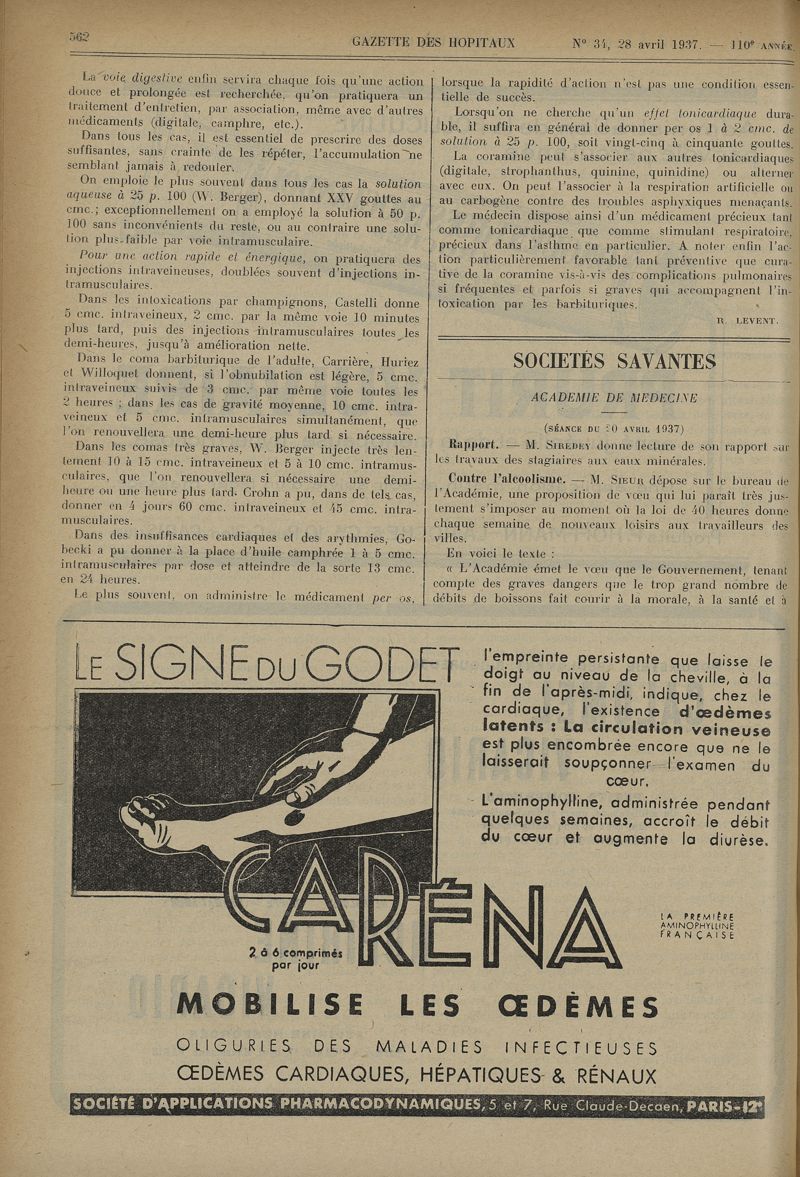 562
GAZETTE DES HOPITAUX
N° 34, 28 avril 1937. — 110e ANNÉE.
La voie digestive enfin servira chaque fois qu'une action
douce et prolongée est recherchée, qu'on pratiquera un
traitement d'entretien, par association, même avec d'autres
médicaments (digitale, camphre, etc.).
Dans tous les cas, il est essentiel de prescrire des doses
suffisantes, sans crainte de les répéter, l'accumulation ne
semblant jamais à redouter.
On emploie le plus souvent dans tous les cas la solution
aqueuse à 25 p. 100 (W. Berger), donnant XXV gouttes au
cmc.; exceptionnellement on a employé la solution à 50 p.
100 sans inconvénients du reste, ou au contraire une solu-
tion plus faible par voie intramusculaire.
Pour une action rapide et énergique, on pratiquera des
injections intraveineuses, doublées souvent d'injections in-
tramusculaires.
Dans les intoxications par champignons, Castelli donne
5 cmc. intraveineux, 2 cmc. par la même voie 10 minutes
plus tard, puis des injections intramusculaires toutes les
demi-heures, jusqu'à amélioration nette.
Dans le coma barbiturique de l'adulte, Carrière, Huriez
et Willoquet donnent, si l'obnubilation est légère, 5 cmc.
intraveineux suivis de 3 cmc. par même voie toutes les
2 heures ; dans les cas de gravité moyenne, 10 cmc. intra-
veineux et 5 cmc. intramusculaires simultanément, que
l'on renouvellera une demi-heure plus tard si nécessaire.
Dans les comas très graves, W. Berger injecte très len-
tement 10 à 15 cmc. intraveineux et 5 à 10 cmc. intramus-
culaires, que l'on renouvellera si nécessaire une demi-
heure ou une heure plus tard. Crohn a pu, dans de tels cas,
donner en 4 jours 60 cmc. intraveineux et 45 cmc. intra-
musculaires.
Dans des insuffisances cardiaques et des arythmies, Go-
becki a pu donner à la place d'huile camphrée 1 à 5 cmc.
intramusculaires par dose et atteindre de la sorte 13 cmc.
en 24 heures.
Le plus souvent, on administre le médicament per os,
lorsque la rapidité d'action n'est pas une condition essen-
tielle de succès.
Lorsqu'on ne cherche qu'un effet tonicardiaque dura-
ble, il suffira en général de donner per os 1 à 2 cmc. de
solution à 25 p. 100, soit vingt-cinq à cinquante gouttes.
La coramine peut s'associer aux autres tonicardiaques
(digitale, strophanthus, quinine, quinidine) ou alterner
avec eux. On peut l'associer à la respiration artificielle ou
au carbogène contre des troubles asphyxiques menaçants.
Le médecin dispose ainsi d'un médicament précieux tant
comme tonicardiaque que comme stimulant respiratoire,
précieux dans l'asthme en particulier. A noter enfin l'ac-
tion particulièrement favorable tant préventive que cura-
tive de la coramine vis-à-vis des complications pulmonaires
si fréquentes et parfois si graves qui accompagnent l'in-
toxication par les barbituriques.
R. LEVENT.
SOCIETÉS SAVANTES
ACADEMIE DE MEDECINE
(SÉANCE DU 20 AVRIL 1937)
Rapport. — M. SIREDEY donne lecture de son rapport sur
les travaux des stagiaires aux eaux minérales.
Contre l'alcoolisme. — M. SIEUR dépose sur le bureau de
l'Académie, une proposition de vœu qui lui paraît très jus-
tement s'imposer au moment où la loi de 40 heures donne
chaque semaine de nouveaux loisirs aux travailleurs des
villes.
En voici le texte :
« L'Académie émet le vœu que le Gouvernement, tenant
compte des graves dangers que le trop grand nombre de
débits de boissons fait courir à la morale, à la santé et à
LE SIGNE DU GODET
l'empreinte persistante que laisse le
doigt au niveau de la cheville, à la
fin de l'après-midi, indique, chez le
cardiaque, l'existence d'œdèmes
latents : La circulation veineuse
est plus encombrée encore que ne le
laisserait soupçonner l'examen du
cœur.
L'aminophylline, administrée pendant
quelques semaines, accroît le débit
du cœur et augmente la diurèse.
CARÉNA
2 à 6 comprimés
par jour
LA PREMIÈRE
AMINOPHYLLINE
FRANÇAISE
MOBILISE LES ŒDÈMES
OLIGURIES DES MALADIES INFECTIEUSES
ŒDÈMES CARDIAQUES, HÉPATIQUES & RÉNAUX
SOCIÉTÉ D'APPLICATIONS PHARMACODYNAMIQUES, 5 et 7, Rue Claude-Decaen, PARIS-12e